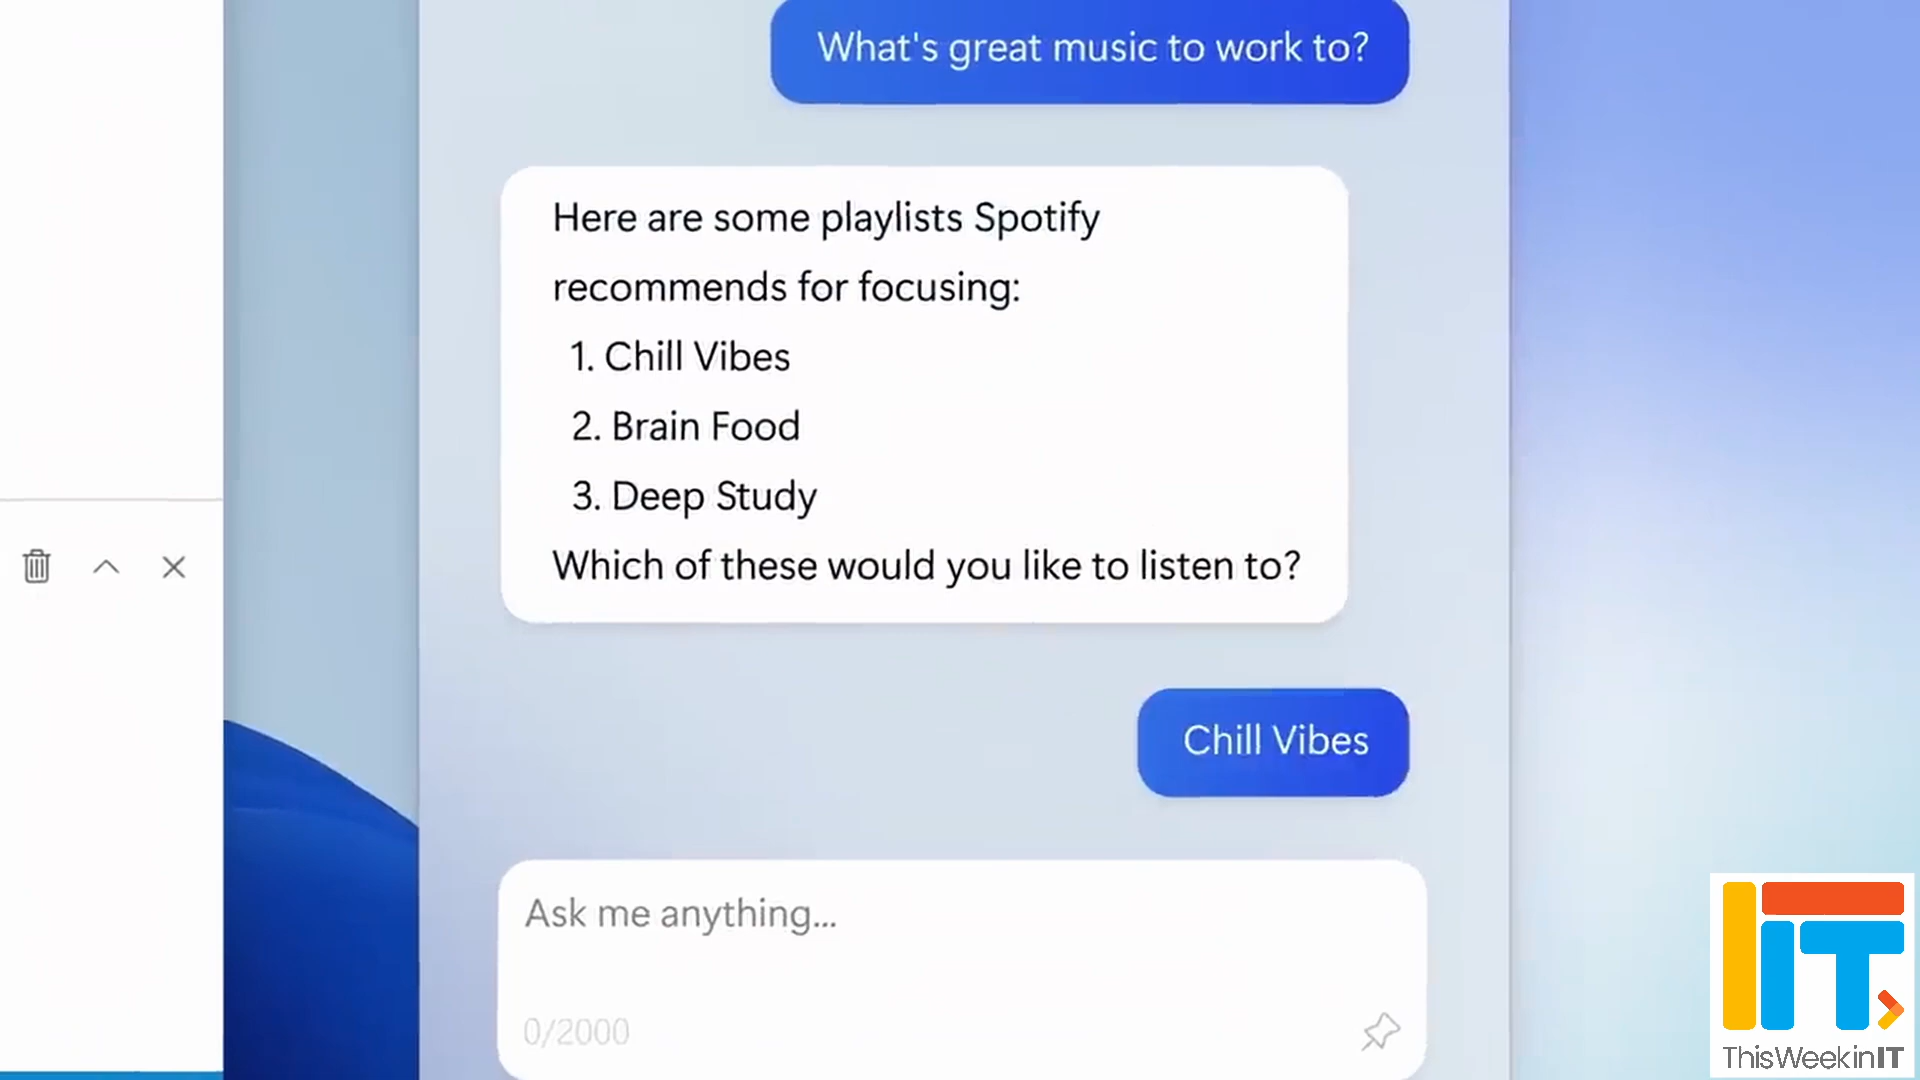 What's great music to work to?
Here are some playlists Spotify
recommends for focusing:
1. Chill Vibes
2. Brain Food
3. Deep Study
Which of these would you like to listen to?
Chill Vibes
Ask me anything...
0/2000
IT
ThisWeekinIT